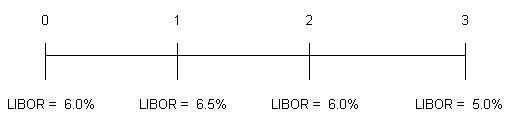 0 1 2 3
LIBOR = 6.0% LIBOR = 6.5% LIBOR = 6.0% LIBOR = 5.0%